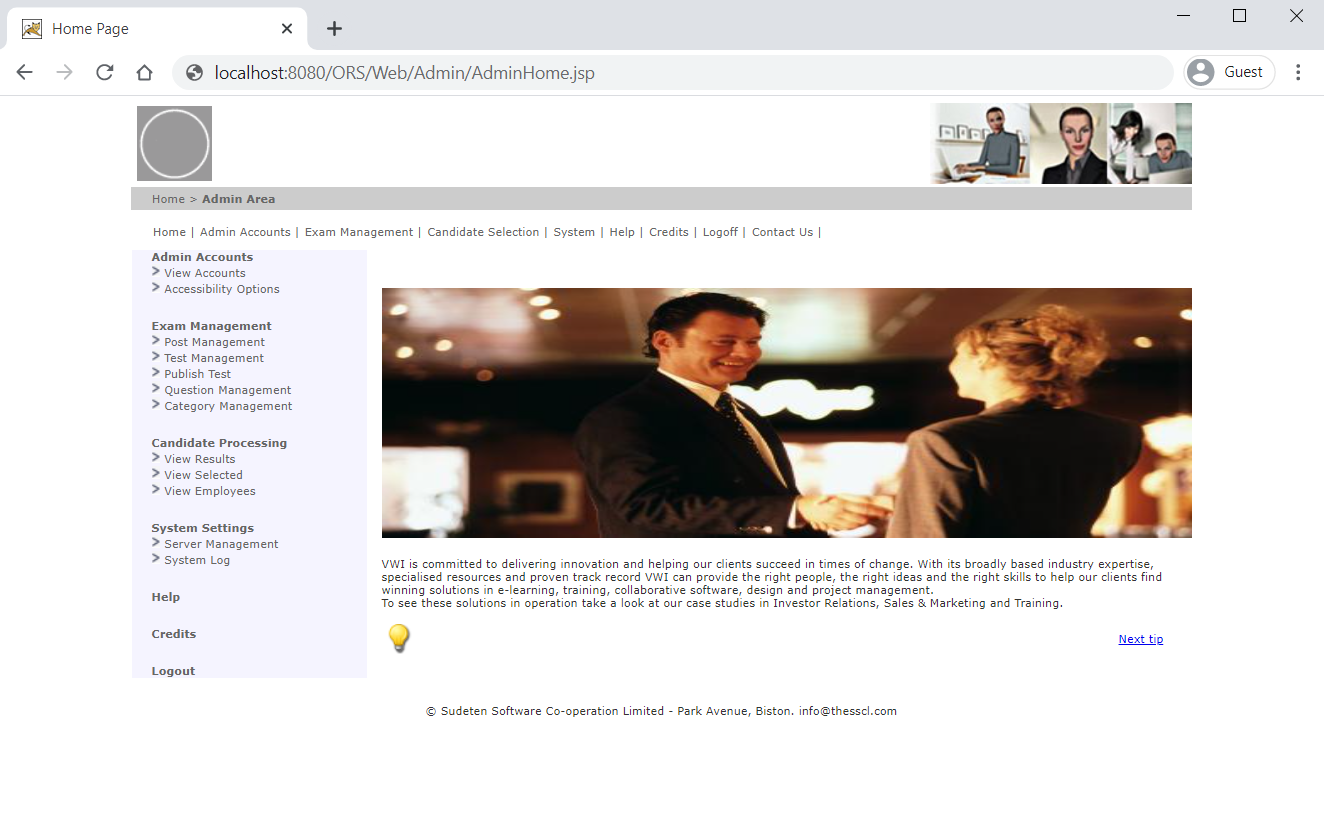 Home Page
localhost:8080/ORS/Web/Admin/AdminHome.jsp
Guest
Home > Admin Area
Home | Admin Accounts | Exam Management | Candidate Selection | System | Help | Credits | Logoff | Contact Us |
Admin Accounts
> View Accounts
> Accessibility Options
Exam Management
> Post Management
> Test Management
> Publish Test
> Question Management
> Category Management
Candidate Processing
> View Results
> View Selected
> View Employees
System Settings
> Server Management
> System Log
Help
Credits
Logout
VWI is committed to delivering innovation and helping our clients succeed in times of change. With its broadly based industry expertise,
specialised resources and proven track record VWI can provide the right people, the right ideas and the right skills to help our clients find
winning solutions in e-learning, training, collaborative software, design and project management.
To see these solutions in operation take a look at our case studies in Investor Relations, Sales & Marketing and Training.
Next tip
© Sudeten Software Co-operation Limited - Park Avenue, Biston. info@thesscl.com